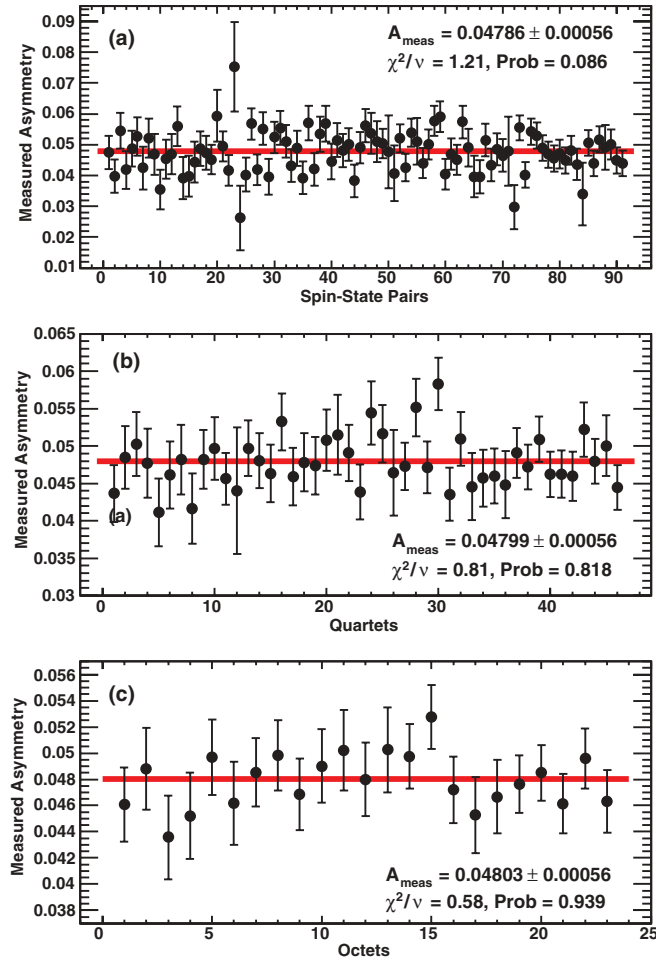 0.09
(a)
A_meas = 0.04786 ± 0.00056
0.08
χ²/ν = 1.21, Prob = 0.086
0.07
0.06
0.05
0.04
0.03
0.02
0.01
Measured Asymmetry
0 10 20 30 40 50 60 70 80 90
Spin-State Pairs
0.065
(b)
0.06
0.055
0.05
0.045
0.04
(a)
0.035
0.03
Measured Asymmetry
A_meas = 0.04799 ± 0.00056
χ²/ν = 0.81, Prob = 0.818
0 10 20 30 40
Quartets
0.056
(c)
0.054
0.052
0.05
0.048
0.046
0.044
0.042
0.04
0.038
Measured Asymmetry
A_meas = 0.04803 ± 0.00056
χ²/ν = 0.58, Prob = 0.939
0 5 10 15 20 25
Octets